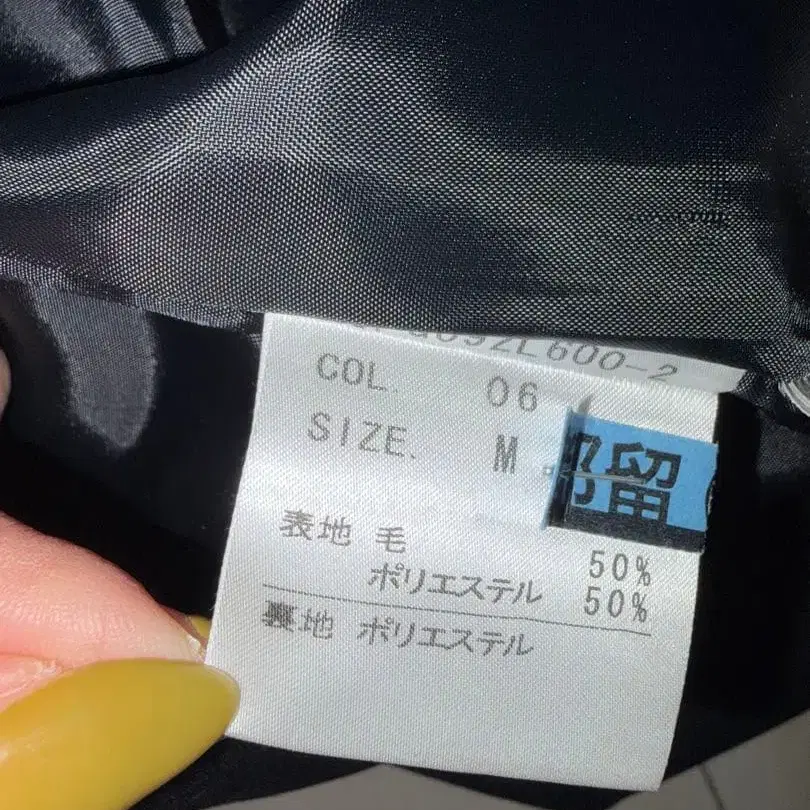 COL. 06
SIZE. M
留
表地 毛 50%
ポリエステル 50%
裏地 ポリエステル